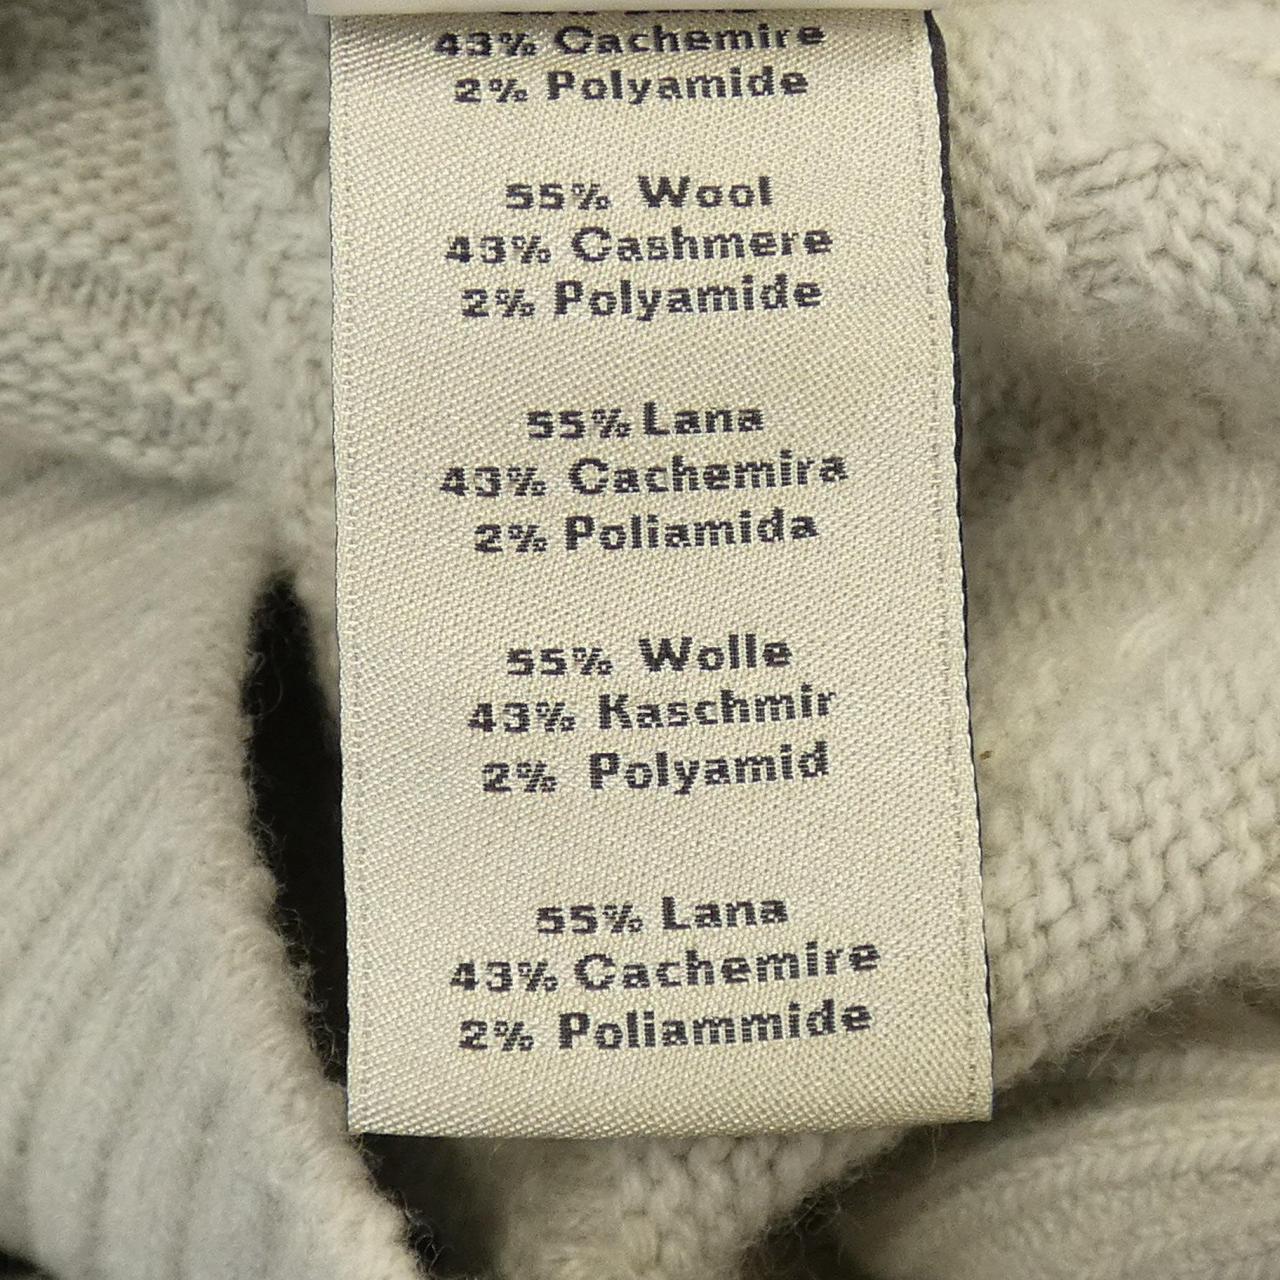 43% Cachemire
2% Polyamide
55% Wool
43% Cashmere
2% Polyamide
55% Lana
43% Cachemira
2% Poliamida
55% Wolle
43% Kaschmir
2% Polyamid
55% Lana
43% Cachemire
2% Poliammide